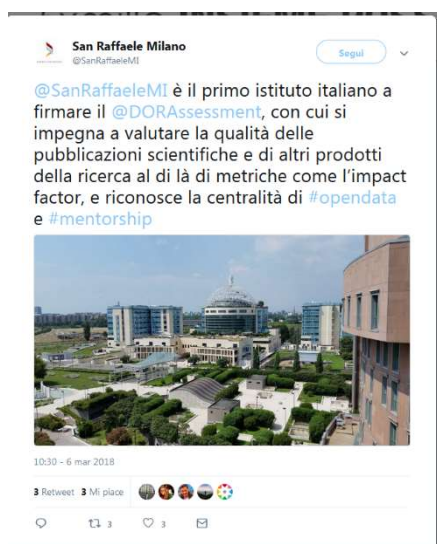 San Raffaele Milano
@SanRaffaeleMI
Segui
@SanRaffaeleMI è il primo istituto italiano a
firmare il @DORAssessment, con cui si
impegna a valutare la qualità delle
pubblicazioni scientifiche e di altri prodotti
della ricerca al di là di metriche come l'impact
factor, e riconosce la centralità di #opendata
e #mentorship
10:30 - 6 mar 2018
3 Retweet 3 Mi piace
3 3